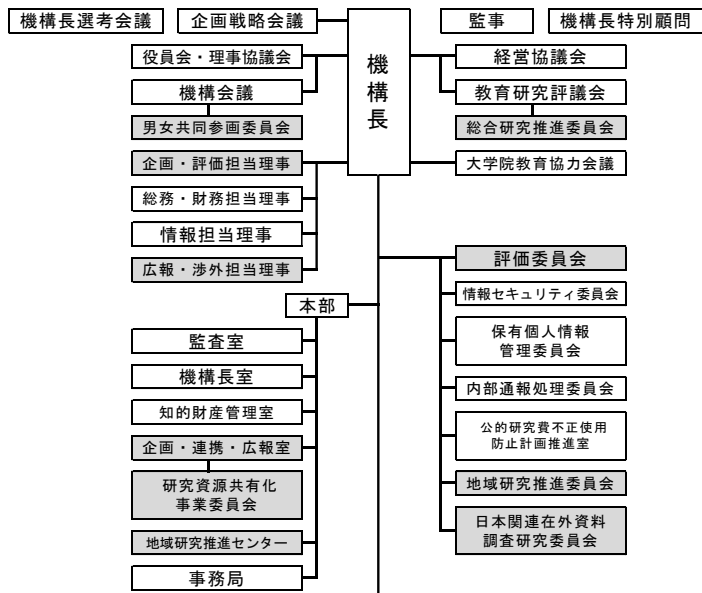 機構長選考会議
企画戦略会議
監事
機構長特別顧問
機構長
役員会・理事協議会
機構会議
男女共同参画委員会
企画・評価担当理事
総務・財務担当理事
情報担当理事
広報・渉外担当理事
経営協議会
教育研究評議会
総合研究推進委員会
大学院教育協力会議
本部
監査室
機構長室
知的財産管理室
企画・連携・広報室
研究資源共有化
事業委員会
地域研究推進センター
事務局
評価委員会
情報セキュリティ委員会
保有個人情報
管理委員会
内部通報処理委員会
公的研究費不正使用
防止計画推進室
地域研究推進委員会
日本関連在外資料
調査研究委員会